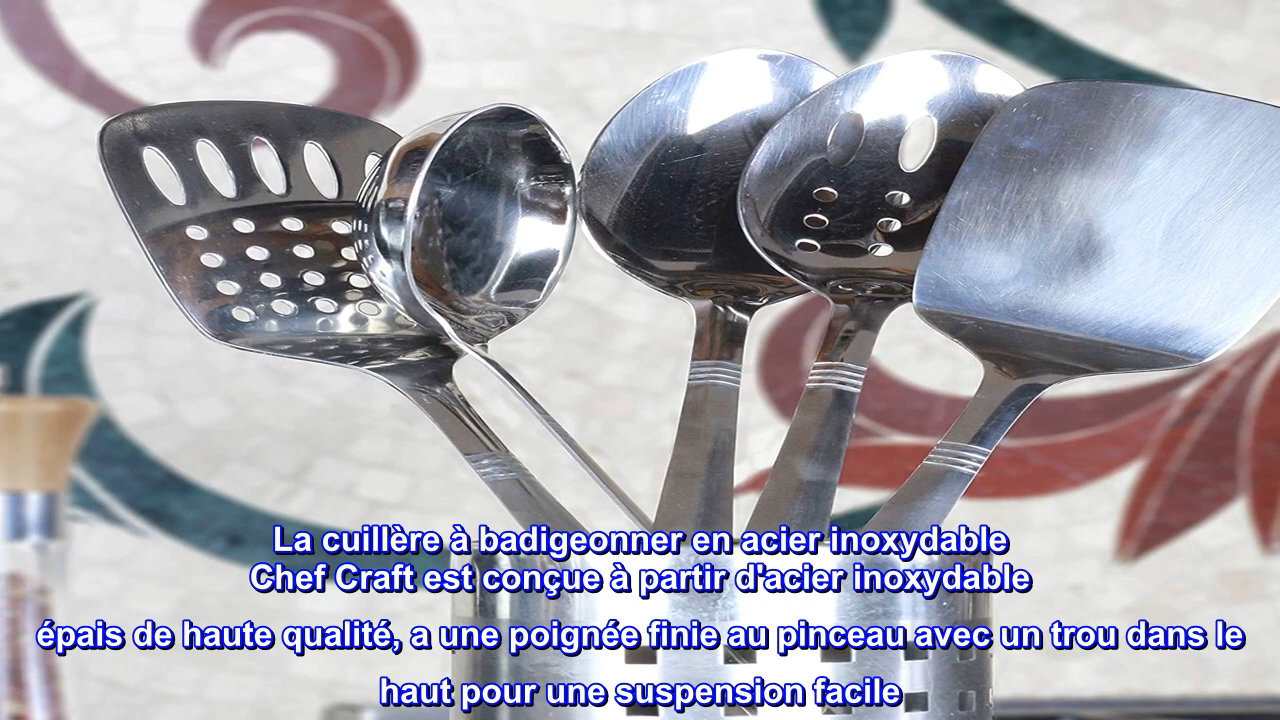 La cuillère à badigeonner en acier inoxydable
Chef Craft est conçue à partir d'acier inoxydable
épais de haute qualité, a une poignée finie au pinceau avec un trou dans le
haut pour une suspension facile